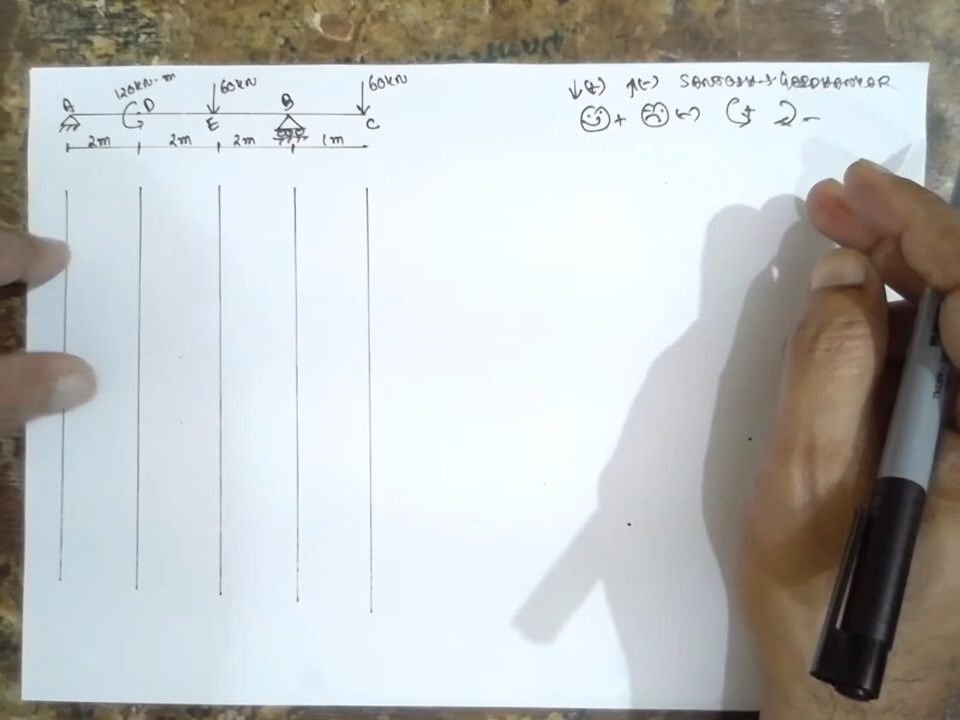 120kN-m 60kN 60kN
A D E B C
2m 2m 2m 1m
↓(+) ↑(-)
+ (-) + -